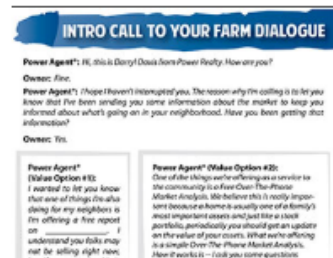 INTRO CALL TO YOUR FARM DIALOGUE
Power Agent®: Hi, this is Darryl Davis from Power Realty. How are you?
Owner: Fine.
Power Agent®: I hope I haven't interrupted you. The reason why I'm calling is to let you
know that I've been sending you some information about the market to keep you
informed about what's going on in your neighborhood. Have you been getting that
information?
Owner: Yes.
Power Agent®
(Value Option #1):
I wanted to let you know
that one of things I'm also
doing for my neighbors is
I'm offering a free report
on ________. I
understand you folks may
not be selling right now,
Power Agent® (Value Option #2):
One of the things we're offering as a service to
the community is a Free Over-The-Phone
Market Analysis. We believe this is really impor-
tant because a home is usually one of a family's
most important assets and just like a stock
portfolio, periodically you should get an update
on the value of your assets. What we're offering
is a simple Over-The-Phone Market Analysis.
How it works is – I ask you some questions